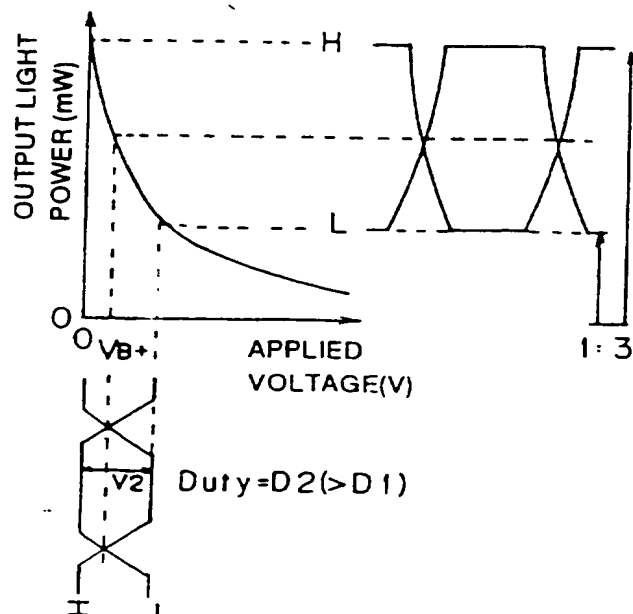 OUTPUT LIGHT
POWER (mW)
H
L
O
O
VB+
APPLIED
VOLTAGE(V)
1 : 3
V2
Duty=D2(>D1)
H